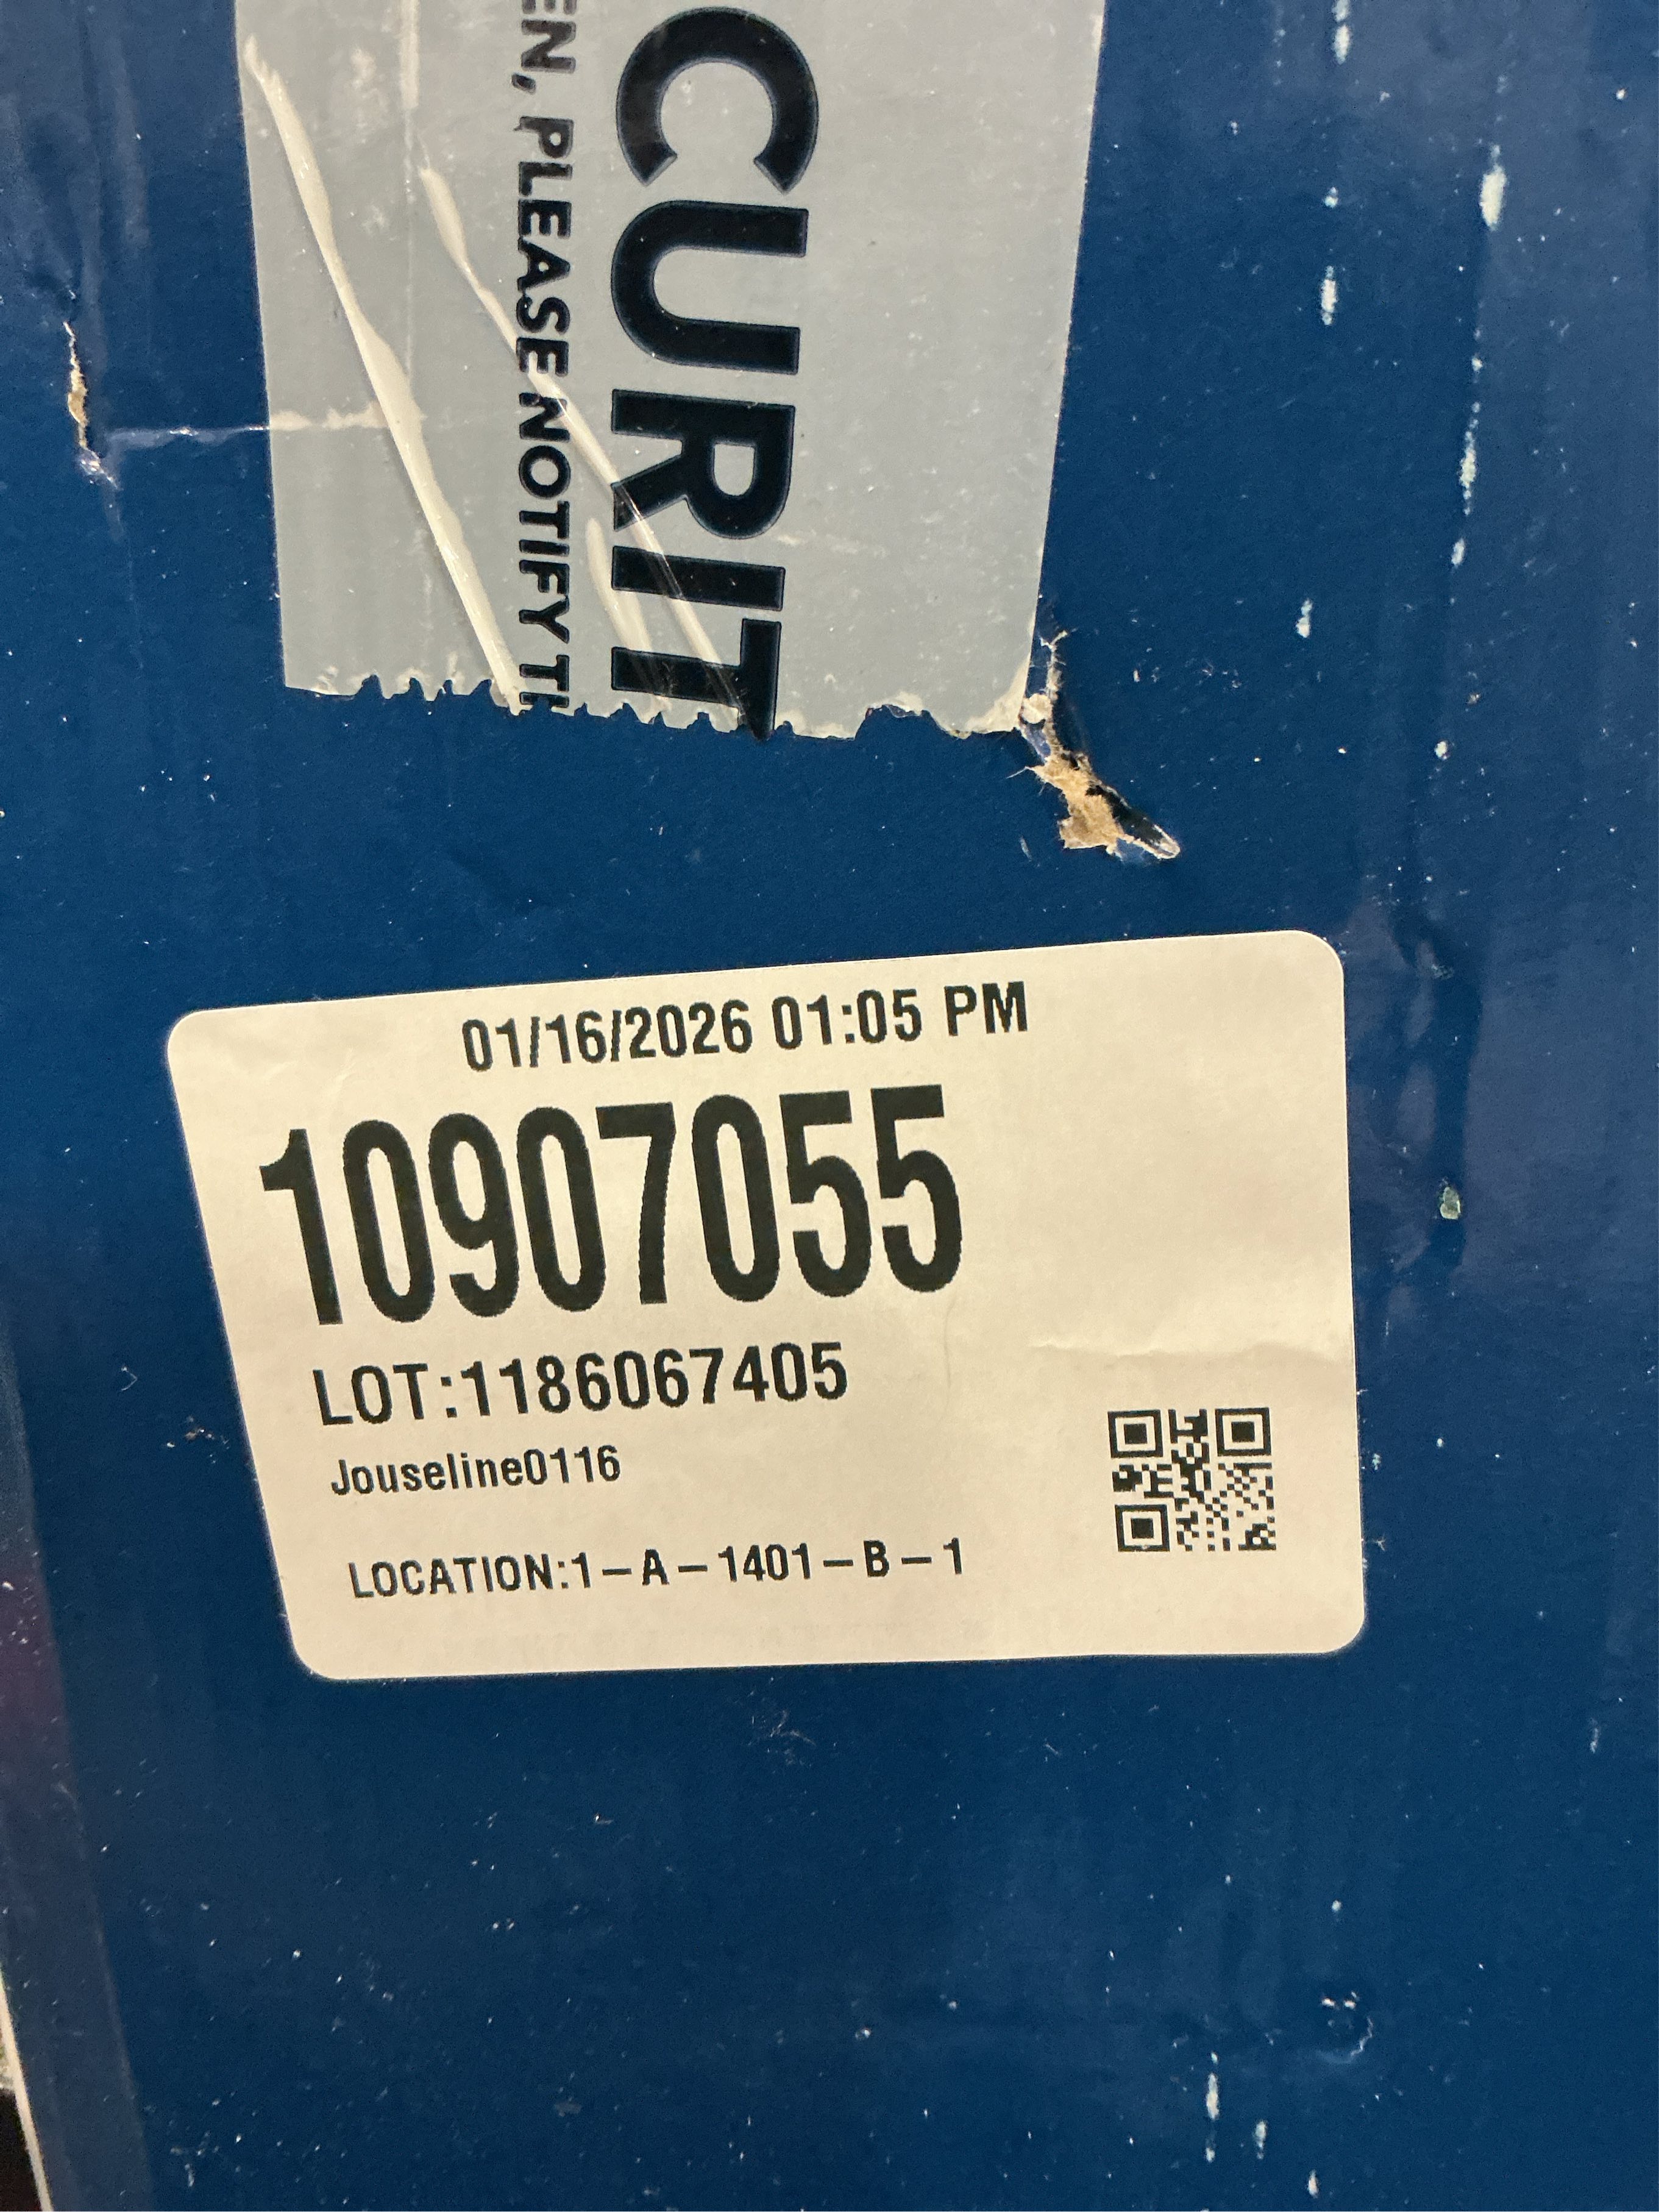 CURIT
EN, PLEASE NOTIFY T
01/16/2026 01:05 PM
10907055
LOT:1186067405
Jouseline0116
LOCATION:1-A-1401-B-1